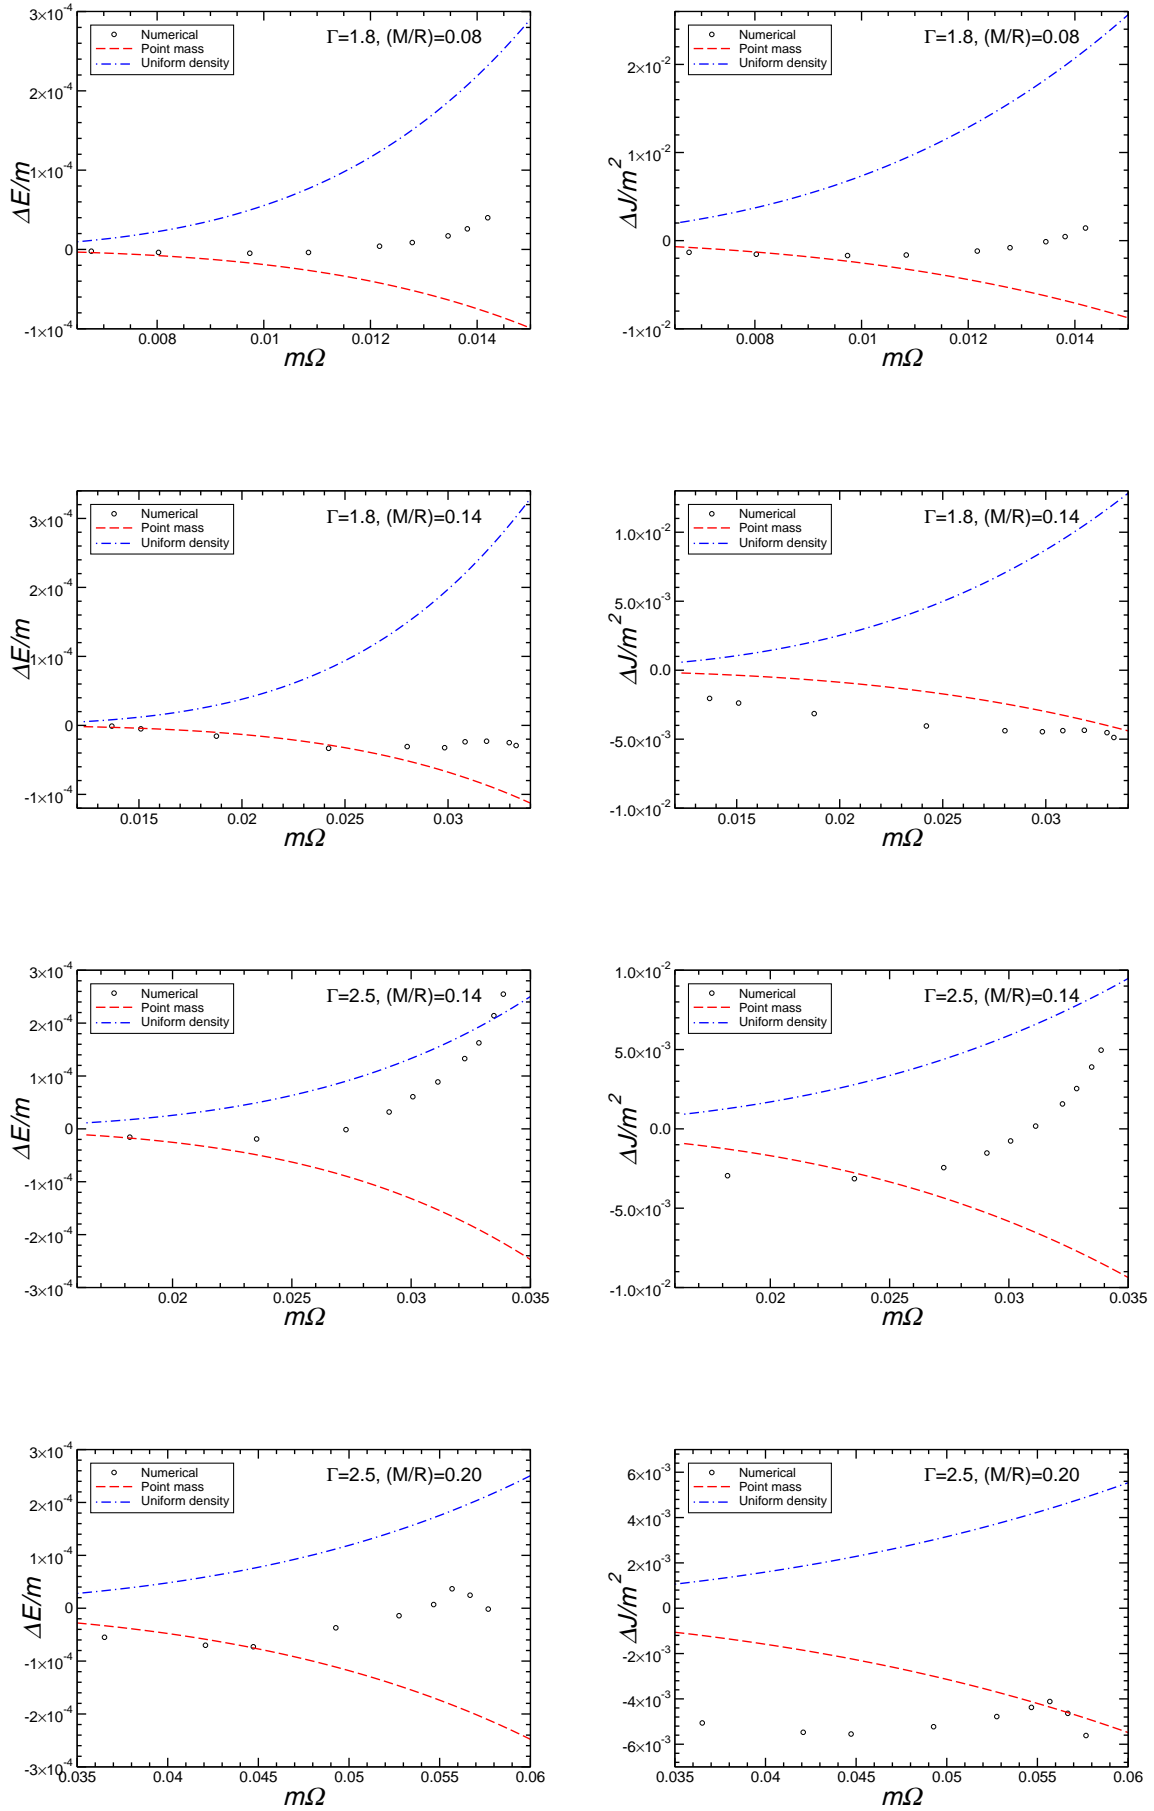 Γ=1.8, (M/R)=0.08
Numerical
Point mass
Uniform density
3×10⁻⁴
2×10⁻⁴
1×10⁻⁴
0
-1×10⁻⁴
ΔE/m
0.008 0.01 0.012 0.014
mΩ
Γ=1.8, (M/R)=0.08
Numerical
Point mass
Uniform density
2×10⁻²
1×10⁻²
0
-1×10⁻²
ΔJ/m²
0.008 0.01 0.012 0.014
mΩ
Γ=1.8, (M/R)=0.14
Numerical
Point mass
Uniform density
3×10⁻⁴
2×10⁻⁴
1×10⁻⁴
0
-1×10⁻⁴
ΔE/m
0.015 0.02 0.025 0.03
mΩ
Γ=1.8, (M/R)=0.14
Numerical
Point mass
Uniform density
1.0×10⁻²
5.0×10⁻³
0.0
-5.0×10⁻³
-1.0×10⁻²
ΔJ/m²
0.015 0.02 0.025 0.03
mΩ
Γ=2.5, (M/R)=0.14
Numerical
Point mass
Uniform density
3×10⁻⁴
2×10⁻⁴
1×10⁻⁴
0
-1×10⁻⁴
-2×10⁻⁴
-3×10⁻⁴
ΔE/m
0.02 0.025 0.03 0.035
mΩ
Γ=2.5, (M/R)=0.14
Numerical
Point mass
Uniform density
1.0×10⁻²
5.0×10⁻³
0.0
-5.0×10⁻³
-1.0×10⁻²
ΔJ/m²
0.02 0.025 0.03 0.035
mΩ
Γ=2.5, (M/R)=0.20
Numerical
Point mass
Uniform density
3×10⁻⁴
2×10⁻⁴
1×10⁻⁴
0
-1×10⁻⁴
-2×10⁻⁴
-3×10⁻⁴
ΔE/m
0.035 0.04 0.045 0.05 0.055 0.06
mΩ
Γ=2.5, (M/R)=0.20
Numerical
Point mass
Uniform density
6×10⁻³
4×10⁻³
2×10⁻³
0
-2×10⁻³
-4×10⁻³
-6×10⁻³
ΔJ/m²
0.035 0.04 0.045 0.05 0.055 0.06
mΩ